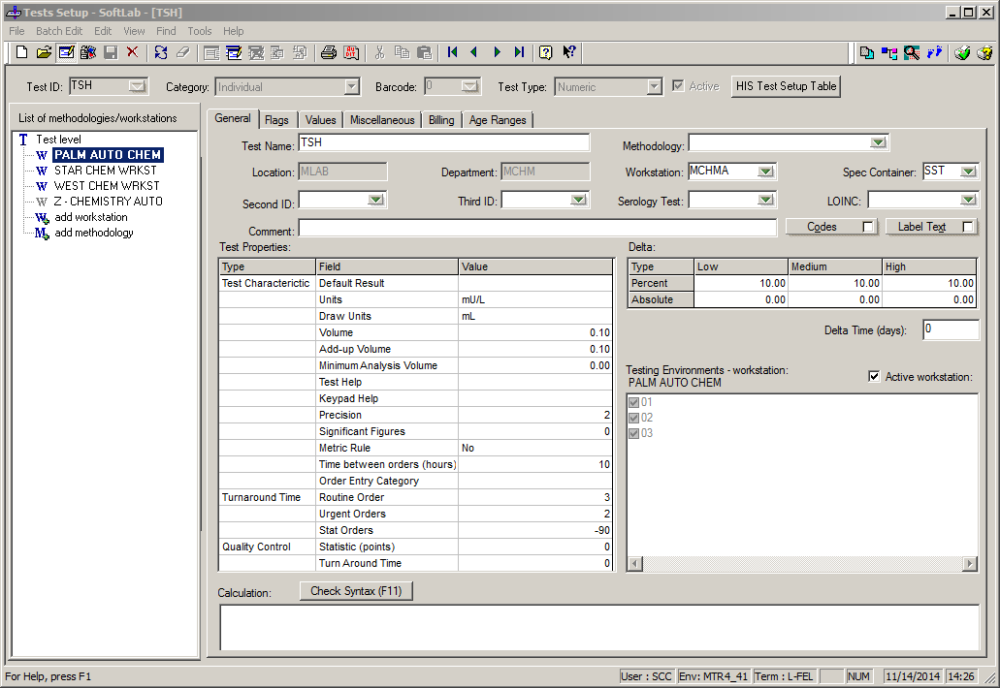 Tests Setup - SoftLab - [TSH]
File Batch Edit Edit View Find Tools Help
Test ID: TSH Category: Individual Barcode: 0 Test Type: Numeric Active HIS Test Setup Table
List of methodologies/workstations
T Test level
W PALM AUTO CHEM
W STAR CHEM WRKST
W WEST CHEM WRKST
W Z - CHEMISTRY AUTO
W add workstation
M add methodology
General Flags Values Miscellaneous Billing Age Ranges
Test Name: TSH Methodology:
Location: MLAB Department: MCHM Workstation: MCHMA Spec Container: SST
Second ID: Third ID: Serology Test: LOINC:
Comment: Codes Label Text
Test Properties:
Type Field Value
Test Characterictic Default Result
Units mU/L
Draw Units mL
Volume 0.10
Add-up Volume 0.10
Minimum Analysis Volume 0.00
Test Help
Keypad Help
Precision 2
Significant Figures 0
Metric Rule No
Time between orders (hours) 10
Order Entry Category
Turnaround Time Routine Order 3
Urgent Orders 2
Stat Orders -90
Quality Control Statistic (points) 0
Turn Around Time 0
Delta:
Type Low Medium High
Percent 10.00 10.00 10.00
Absolute 0.00 0.00 0.00
Delta Time (days): 0
Testing Environments - workstation:
PALM AUTO CHEM
Active workstation:
01
02
03
Calculation: Check Syntax (F11)
For Help, press F1 User : SCC Env: MTR4_41 Term : L-FEL NUM 11/14/2014 14:26